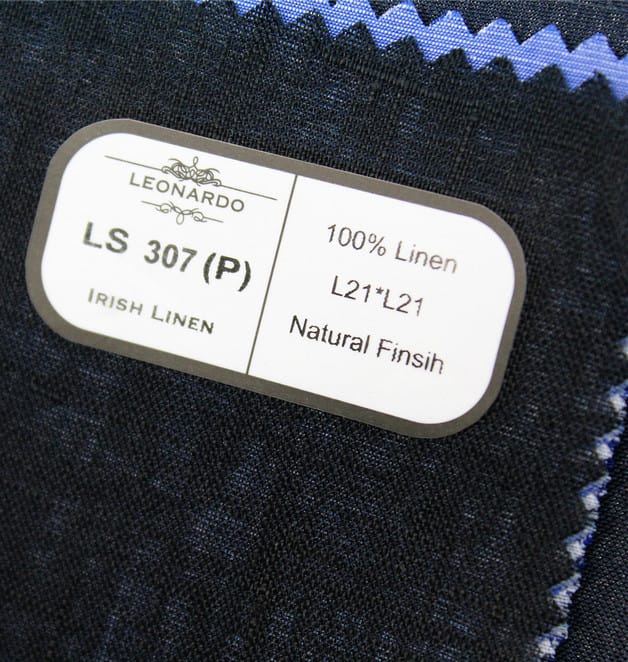 LEONARDO
LS 307 (P)
IRISH LINEN
100% Linen
L21*L21
Natural Finsih